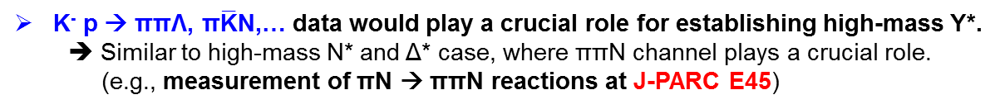 ➢ K⁻ p → ππΛ, πK̅N,… data would play a crucial role for establishing high-mass Y*.
➔ Similar to high-mass N* and Δ* case, where ππN channel plays a crucial role.
(e.g., measurement of πN → ππN reactions at J-PARC E45)